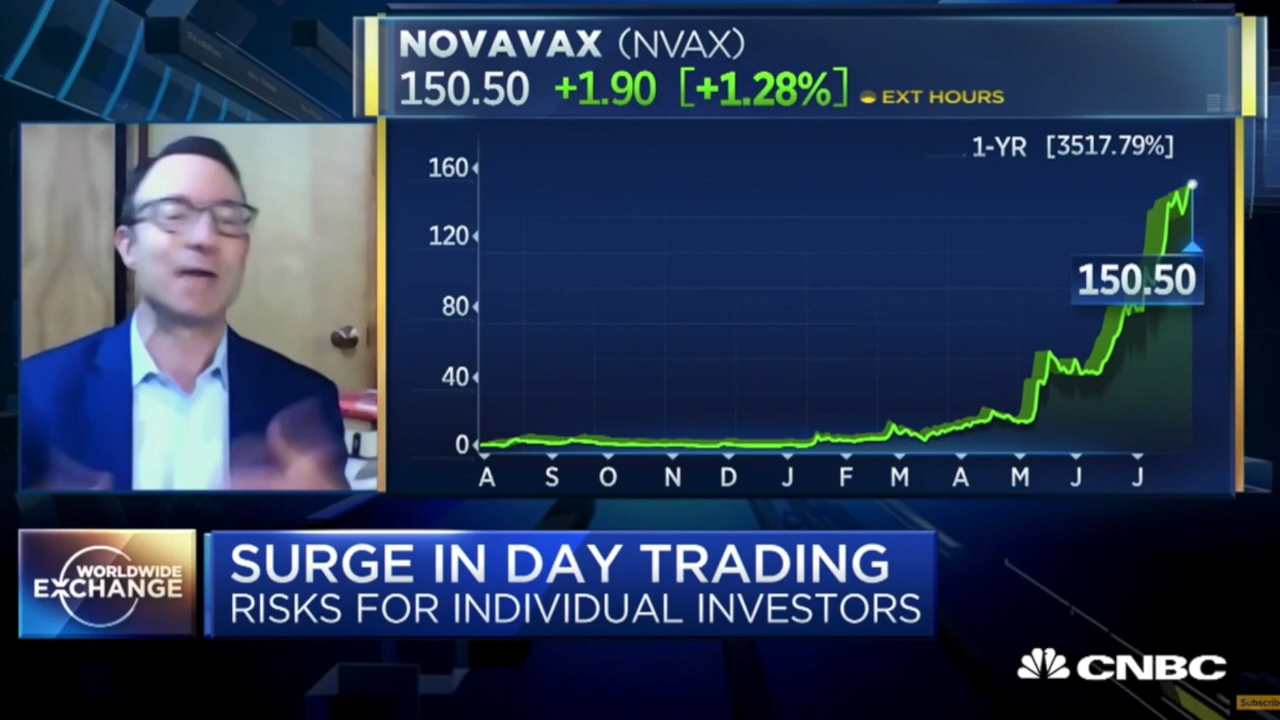 NOVAVAX (NVAX)
150.50 +1.90 [+1.28%] EXT HOURS
1-YR [3517.79%]
160
120
80
40
0
150.50
A S O N D J F M A M J J
WORLDWIDE
EXCHANGE
SURGE IN DAY TRADING
RISKS FOR INDIVIDUAL INVESTORS
CNBC